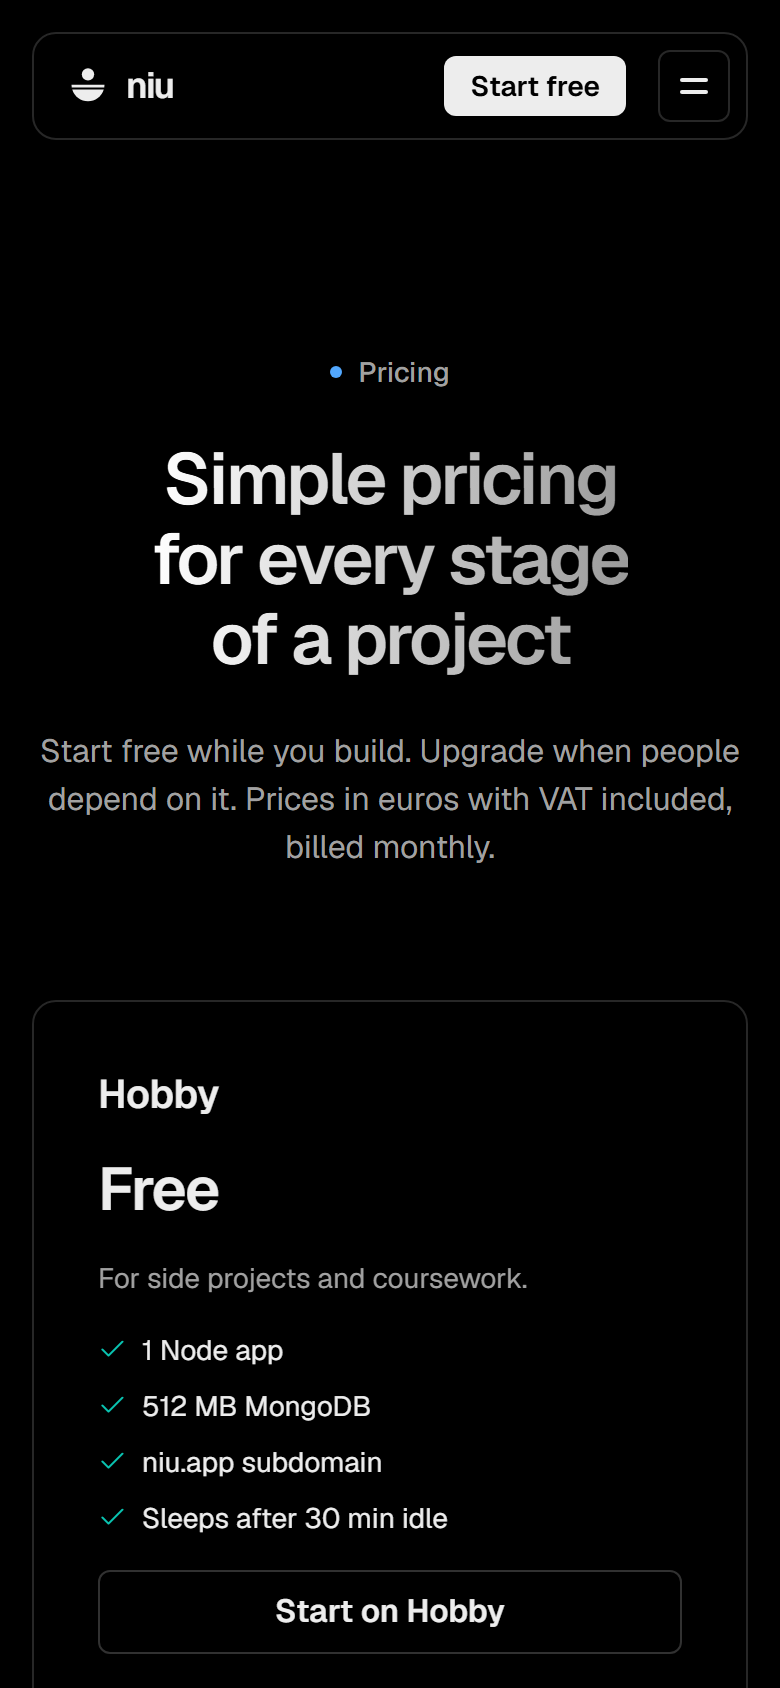 niu
Start free
Pricing
Simple pricing
for every stage
of a project
Start free while you build. Upgrade when people
depend on it. Prices in euros with VAT included,
billed monthly.
Hobby
Free
For side projects and coursework.
1 Node app
512 MB MongoDB
niu.app subdomain
Sleeps after 30 min idle
Start on Hobby